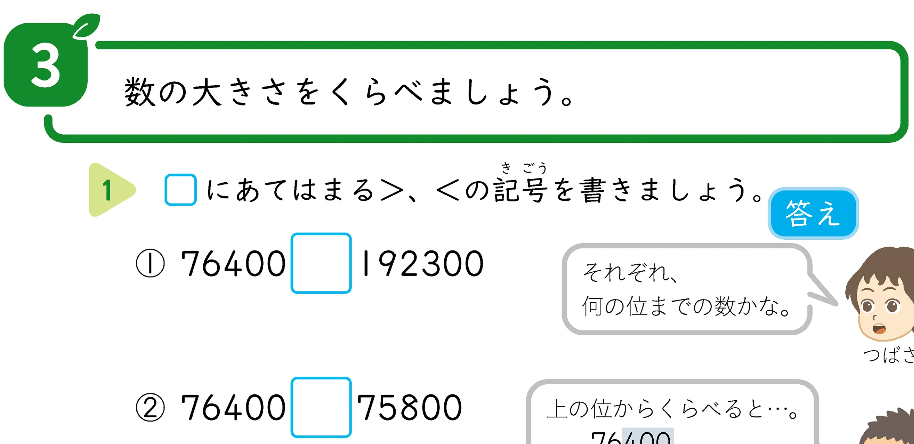 3
数の大きさをくらべましょう。
1 □にあてはまる＞、＜の記号を書きましょう。
きごう
答え
① 76400 □ 192300
それぞれ、
何の位までの数かな。
つばさ
② 76400 □ 75800
上の位からくらべると…。
76400